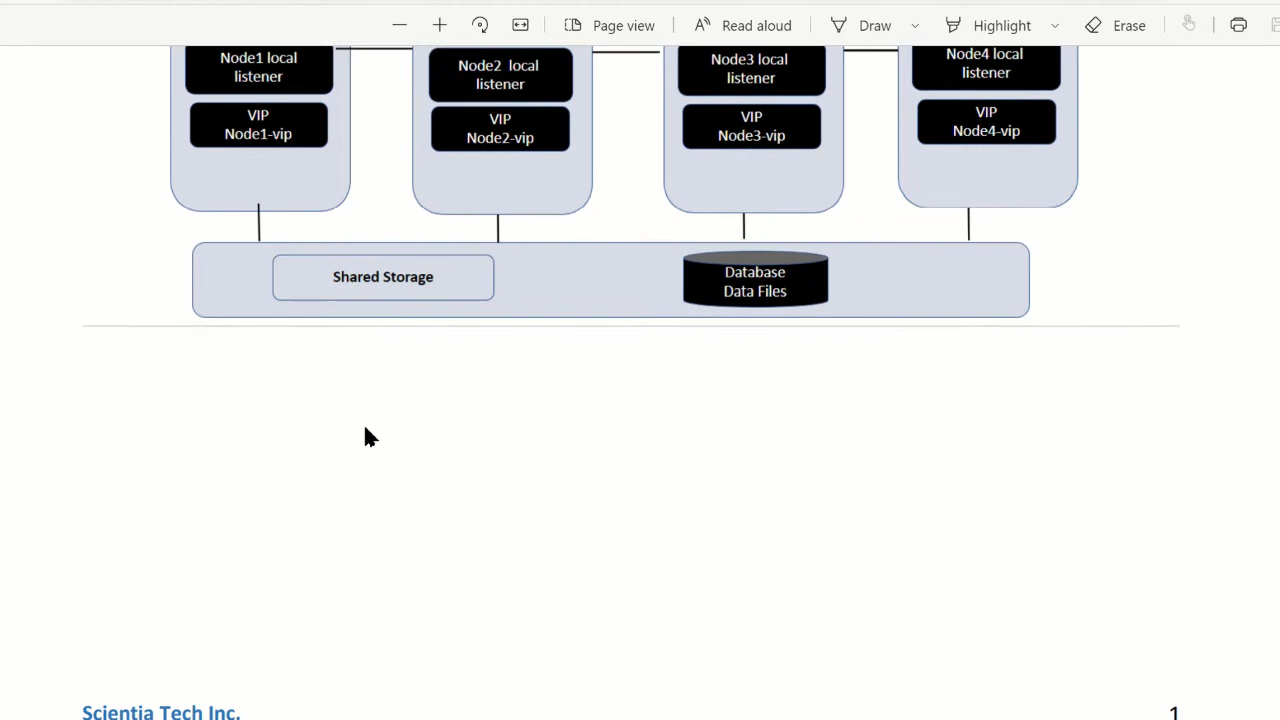 Page view
Read aloud
Draw
Highlight
Erase
Node1 local
listener
Node2 local
listener
Node3 local
listener
Node4 local
listener
VIP
Node1-vip
VIP
Node2-vip
VIP
Node3-vip
VIP
Node4-vip
Shared Storage
Database
Data Files
Scientia Tech Inc.
1